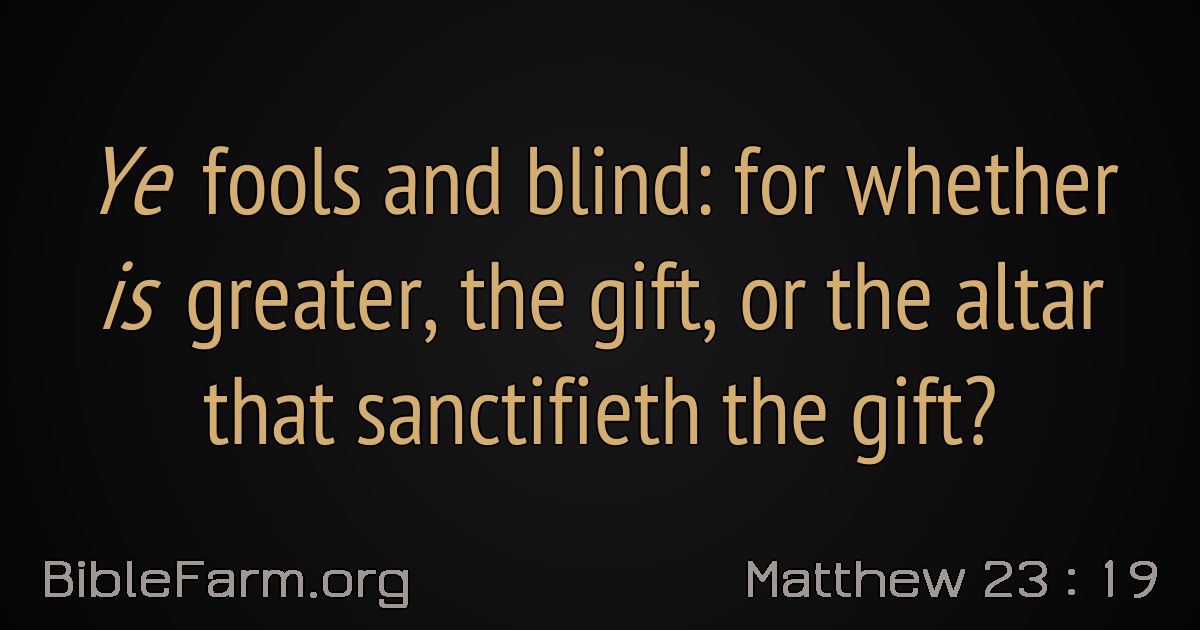 Ye fools and blind: for whether
is greater, the gift, or the altar
that sanctifieth the gift?
BibleFarm.org
Matthew 23 : 19